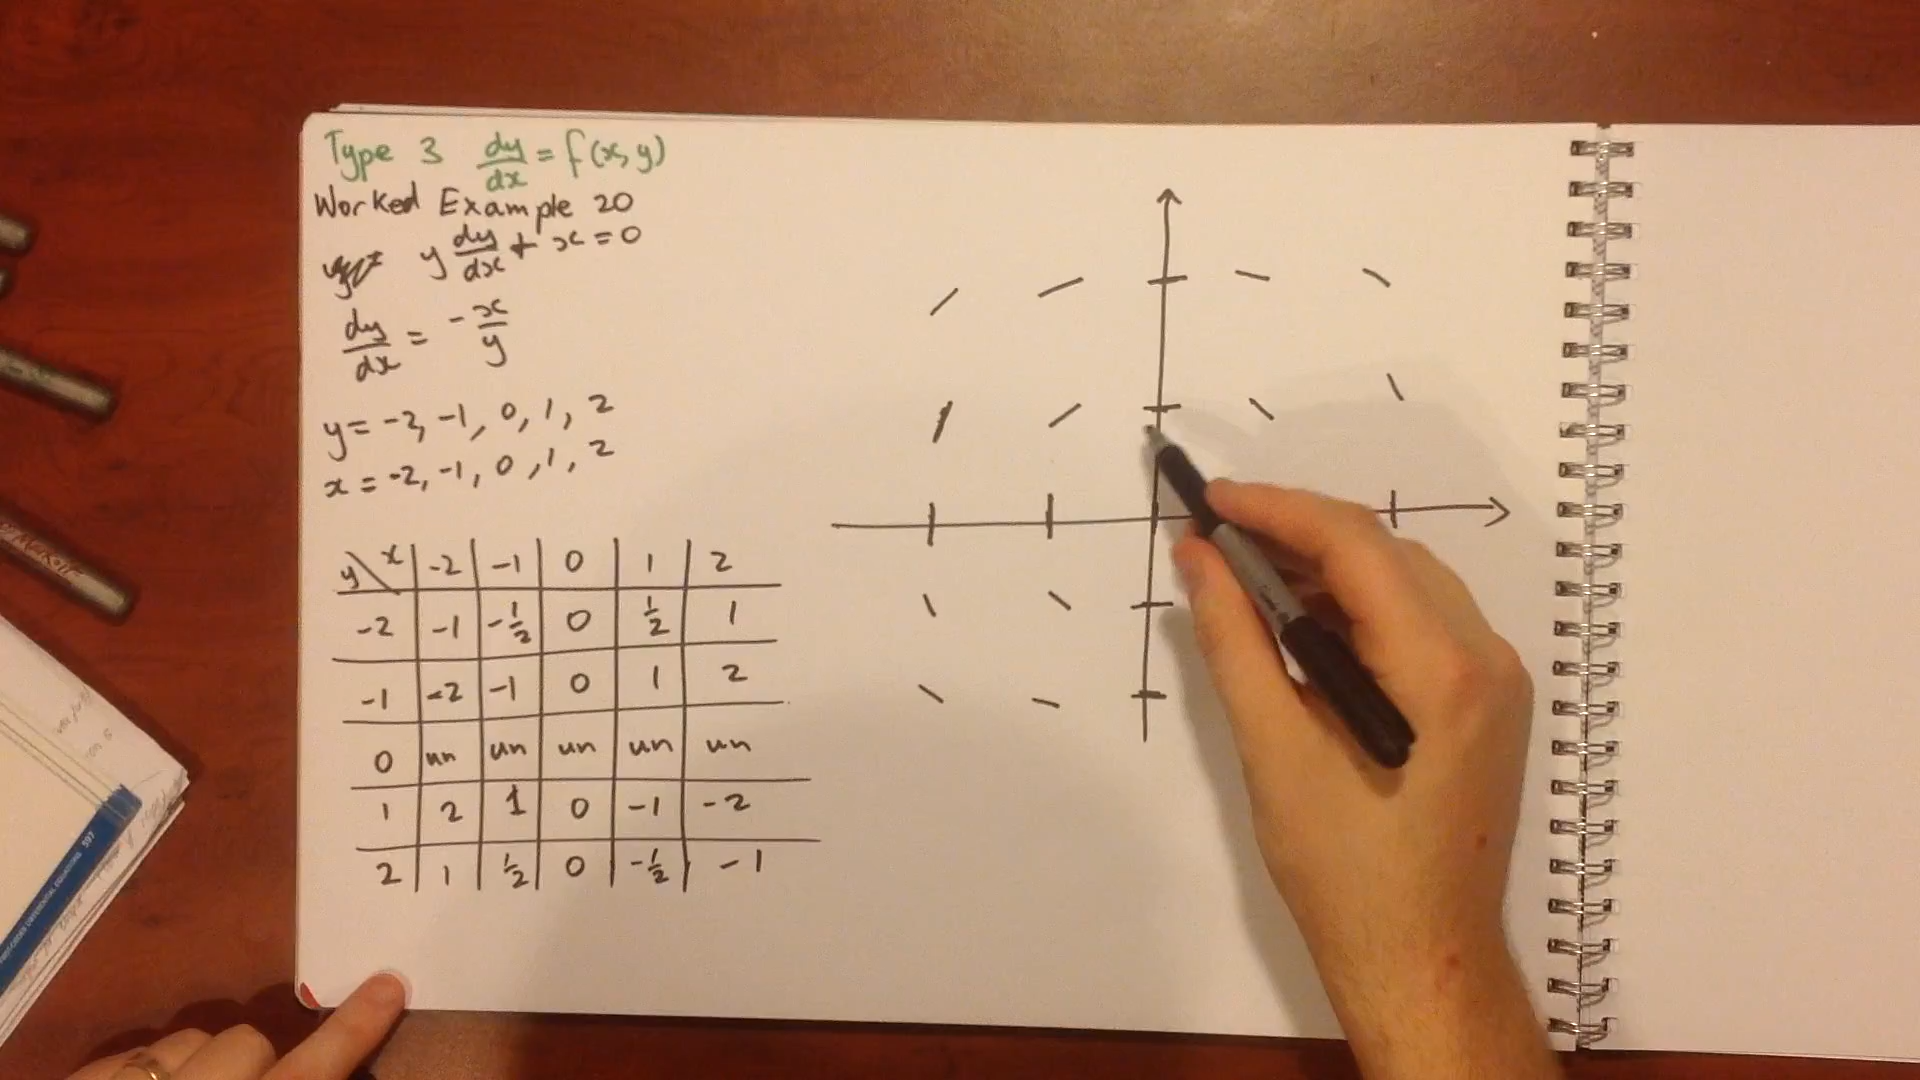 Type 3 dy/dx = f(x,y)
Worked Example 20
y dy/dx + x = 0
dy/dx = -x/y
y = -2, -1, 0, 1, 2
x = -2, -1, 0, 1, 2
y\x -2 -1 0 1 2
-2 -1 -1/2 0 1/2 1
-1 -2 -1 0 1 2
0 un un un un un
1 2 1 0 -1 -2
2 1 1/2 0 -1/2 -1
DIFFERENTIAL EQUATIONS 597